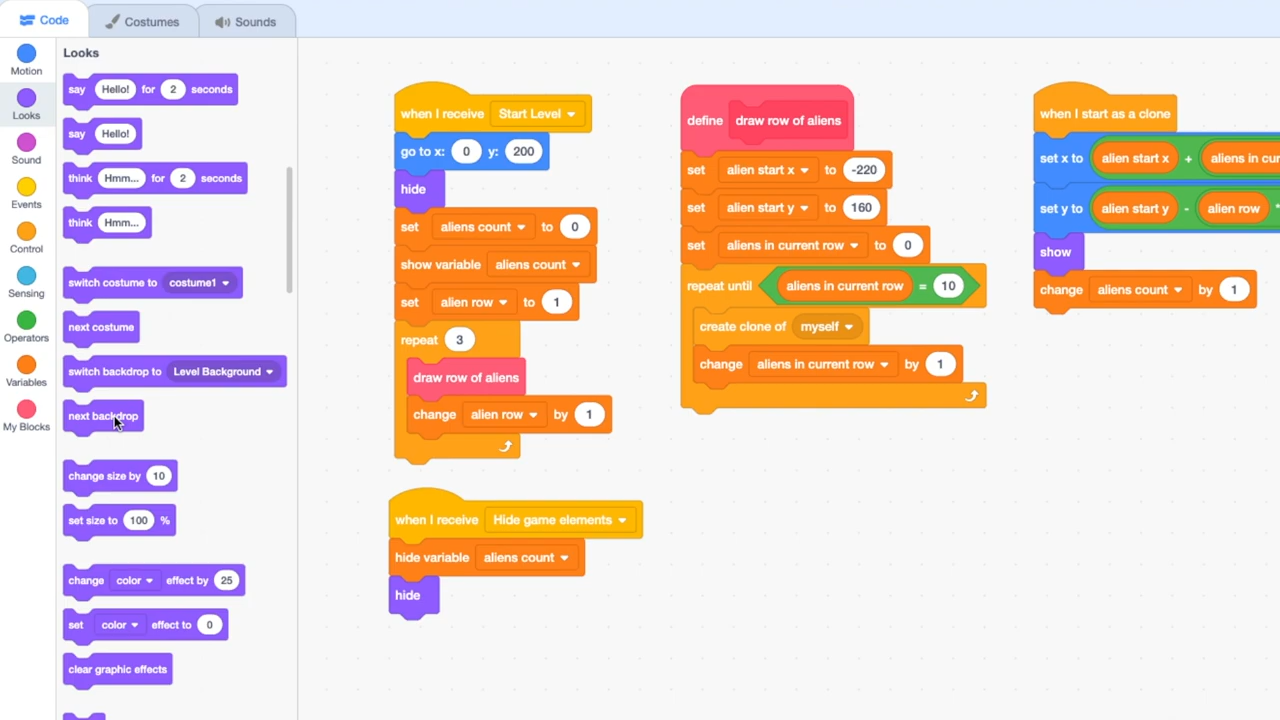 Code
Costumes
Sounds
Motion
Looks
Sound
Events
Control
Sensing
Operators
Variables
My Blocks
Looks
say Hello! for 2 seconds
say Hello!
think Hmm... for 2 seconds
think Hmm...
switch costume to costume1
next costume
switch backdrop to Level Background
next backdrop
change size by 10
set size to 100 %
change color effect by 25
set color effect to 0
clear graphic effects
when I receive Start Level
go to x: 0 y: 200
hide
set aliens count to 0
show variable aliens count
set alien row to 1
repeat 3
draw row of aliens
change alien row by 1
when I receive Hide game elements
hide variable aliens count
hide
define draw row of aliens
set alien start x to -220
set alien start y to 160
set aliens in current row to 0
repeat until aliens in current row = 10
create clone of myself
change aliens in current row by 1
when I start as a clone
set x to alien start x + aliens in
set y to alien start y - alien row *
show
change aliens count by 1